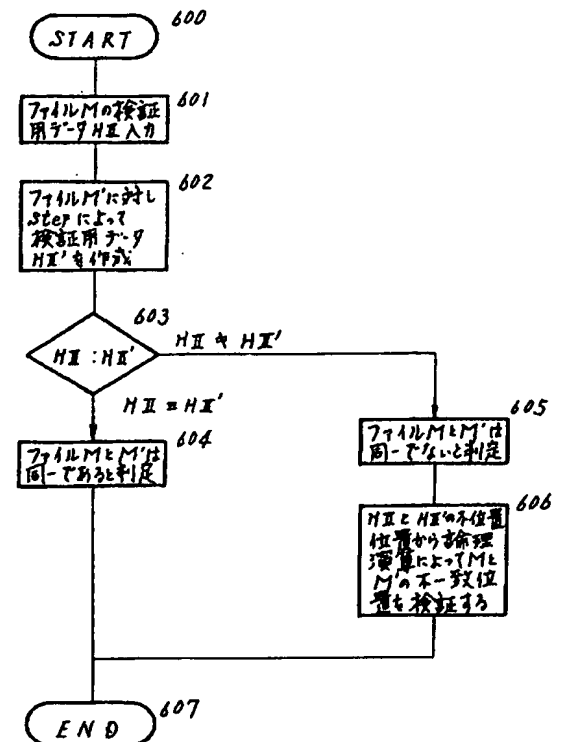 600
START
601
ファイルMの検証
用データHⅡ入力
602
ファイルM'に対し
stepによって
検証用データ
HⅡ'を作成
603
HⅡ:HⅡ'
HⅡ≠HⅡ'
HⅡ=HⅡ'
604
ファイルMとM'は
同一であると判定
605
ファイルMとM'は
同一でないと判定
606
HⅡとHⅡ'の不位置
位置から論理
演算によってMと
M'の不一致位
置を検証する
END
607